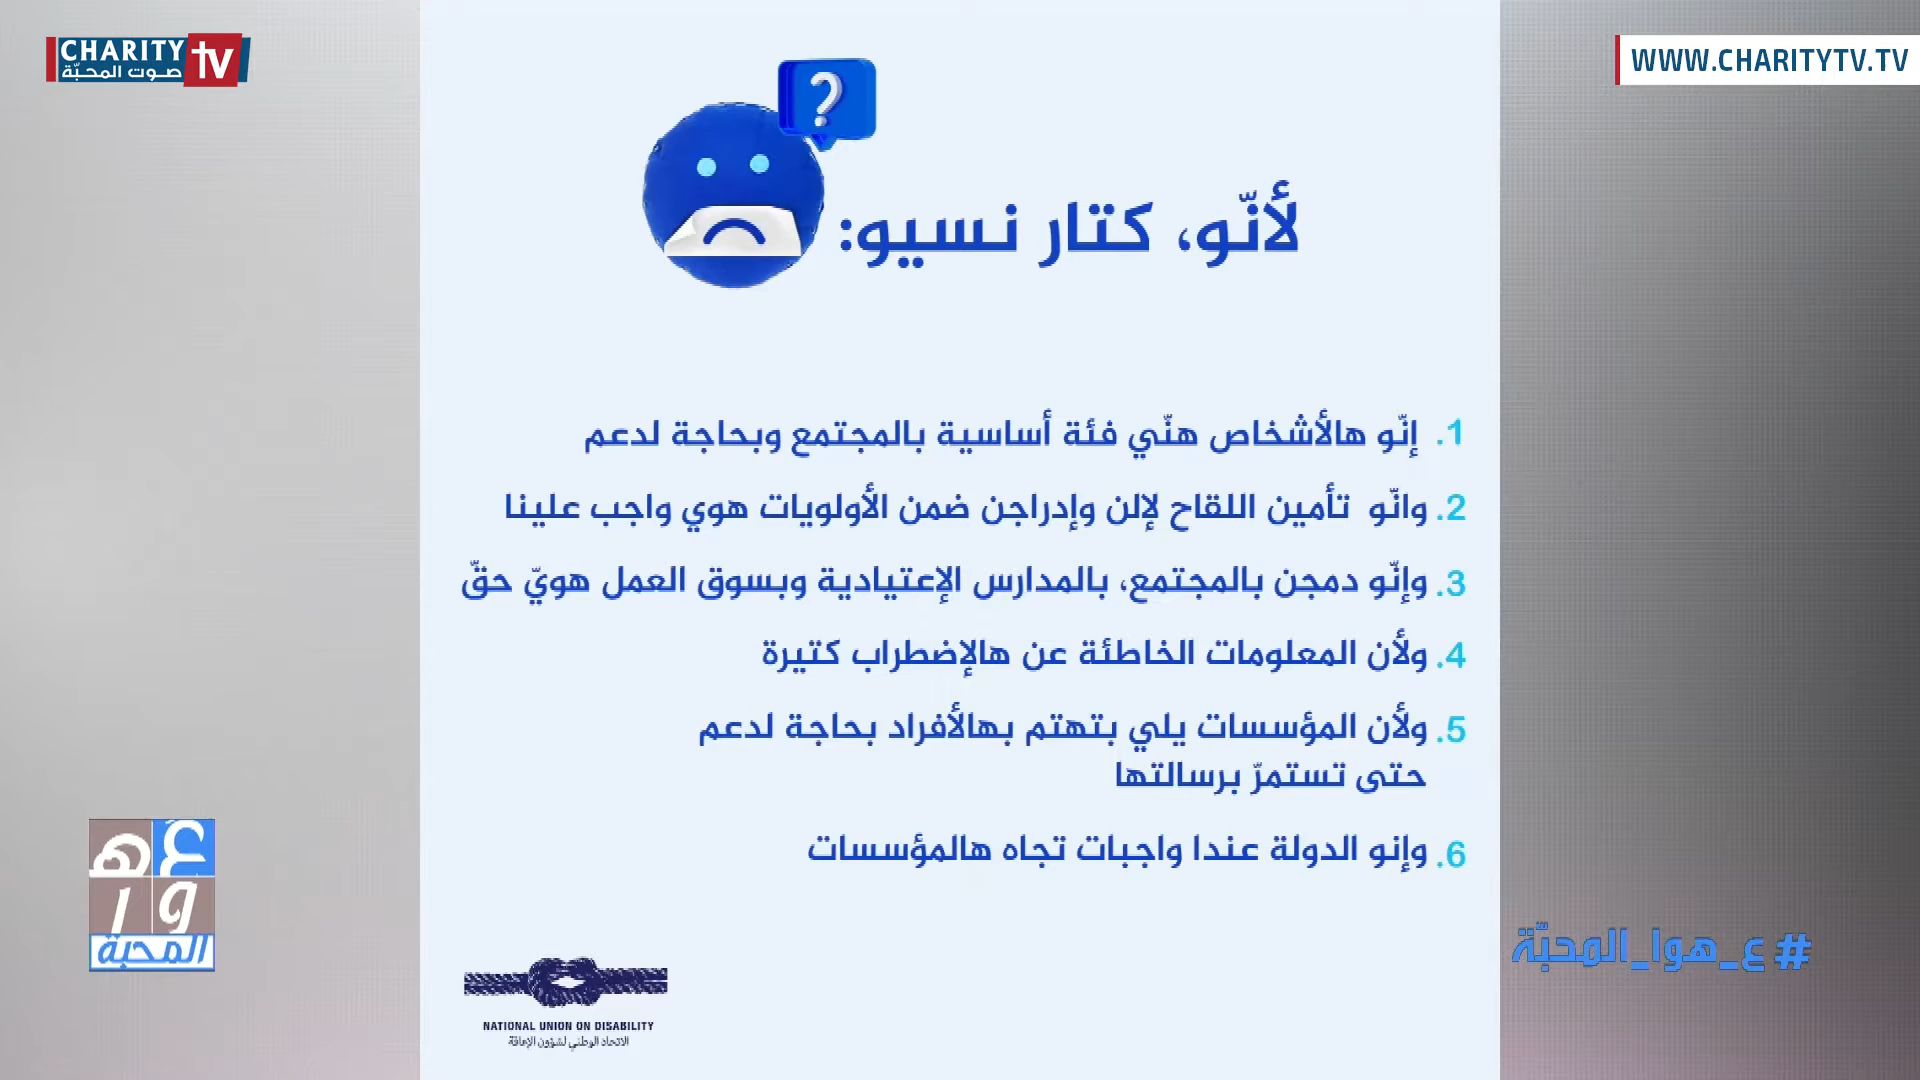 CHARITY tv
صوت المحبّة
WWW.CHARITYTV.TV
?
لأنّو، كتار نسيو:
1. إنّو هالأشخاص هنّي فئة أساسية بالمجتمع وبحاجة لدعم
2. وانّو تأمين اللقاح لإلن وإدراجن ضمن الأولويات هوي واجب علينا
3. وإنّو دمجن بالمجتمع، بالمدارس الإعتيادية وبسوق العمل هويّ حقّ
4. ولأن المعلومات الخاطئة عن هالإضطراب كتيرة
5. ولأن المؤسسات يلي بتهتم بهالأفراد بحاجة لدعم
حتى تستمرّ برسالتها
6. وإنو الدولة عندا واجبات تجاه هالمؤسسات
ع هوا
المحبة
#ع_هوا_المحبّة
NATIONAL UNION ON DISABILITY
الاتحاد الوطني لشؤون الإعاقة